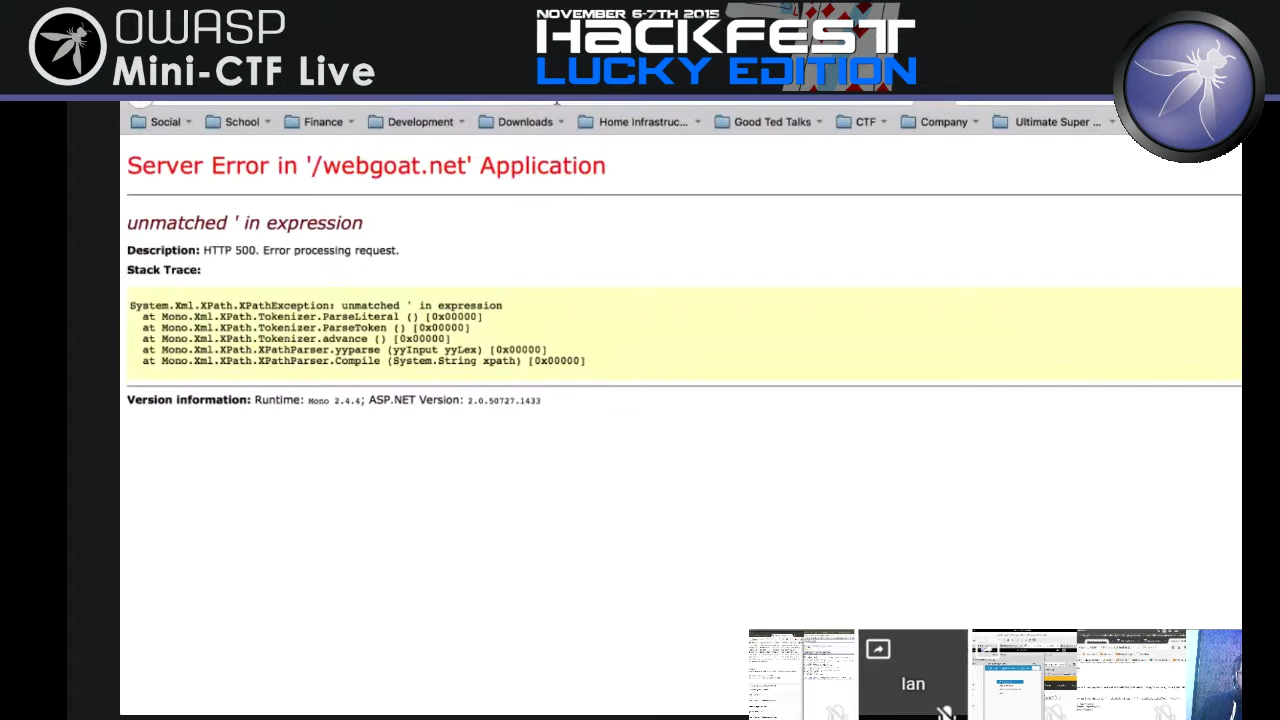 OWASP
Mini-CTF Live
NOVEMBER 6-7TH 2015
HACKFEST
LUCKY EDITION
Social School Finance Development Downloads Home Infrastruc... Good Ted Talks CTF Company Ultimate Super ...
Server Error in '/webgoat.net' Application
unmatched ' in expression
Description: HTTP 500. Error processing request.
Stack Trace:
System.Xml.XPath.XPathException: unmatched ' in expression
at Mono.Xml.XPath.Tokenizer.ParseLiteral () [0x00000]
at Mono.Xml.XPath.Tokenizer.ParseToken () [0x00000]
at Mono.Xml.XPath.Tokenizer.advance () [0x00000]
at Mono.Xml.XPath.XPathParser.yyparse (yyInput yyLex) [0x00000]
at Mono.Xml.XPath.XPathParser.Compile (System.String xpath) [0x00000]
Version information: Runtime: Mono 2.4.4; ASP.NET Version: 2.0.50727.1433
Ian